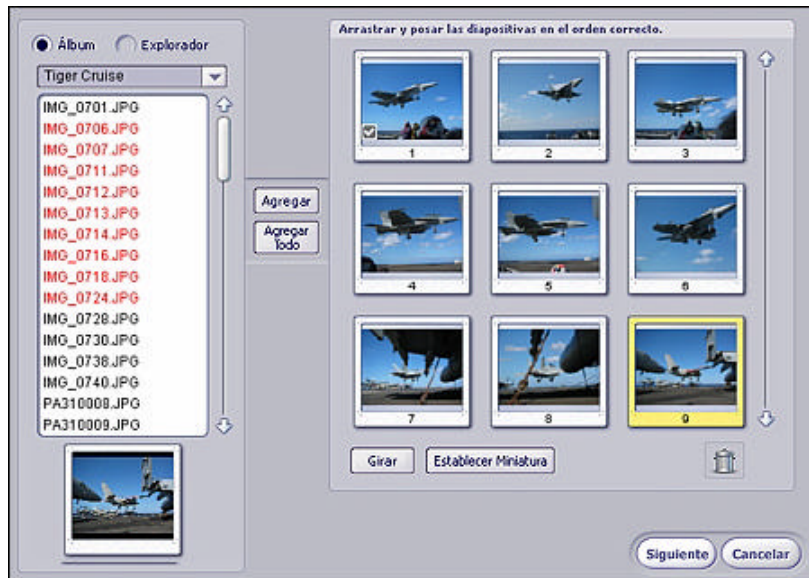 Álbum
Explorador
Tiger Cruise
IMG_0701.JPG
IMG_0706.JPG
IMG_0707.JPG
IMG_0711.JPG
IMG_0712.JPG
IMG_0713.JPG
IMG_0714.JPG
IMG_0716.JPG
IMG_0718.JPG
IMG_0724.JPG
IMG_0728.JPG
IMG_0730.JPG
IMG_0738.JPG
IMG_0740.JPG
PA310008.JPG
PA310009.JPG
Agregar
Agregar
Todo
Arrastrar y posar las diapositivas en el orden correcto.
1
2
3
4
5
6
7
8
9
Girar
Establecer Miniatura
Siguiente
Cancelar